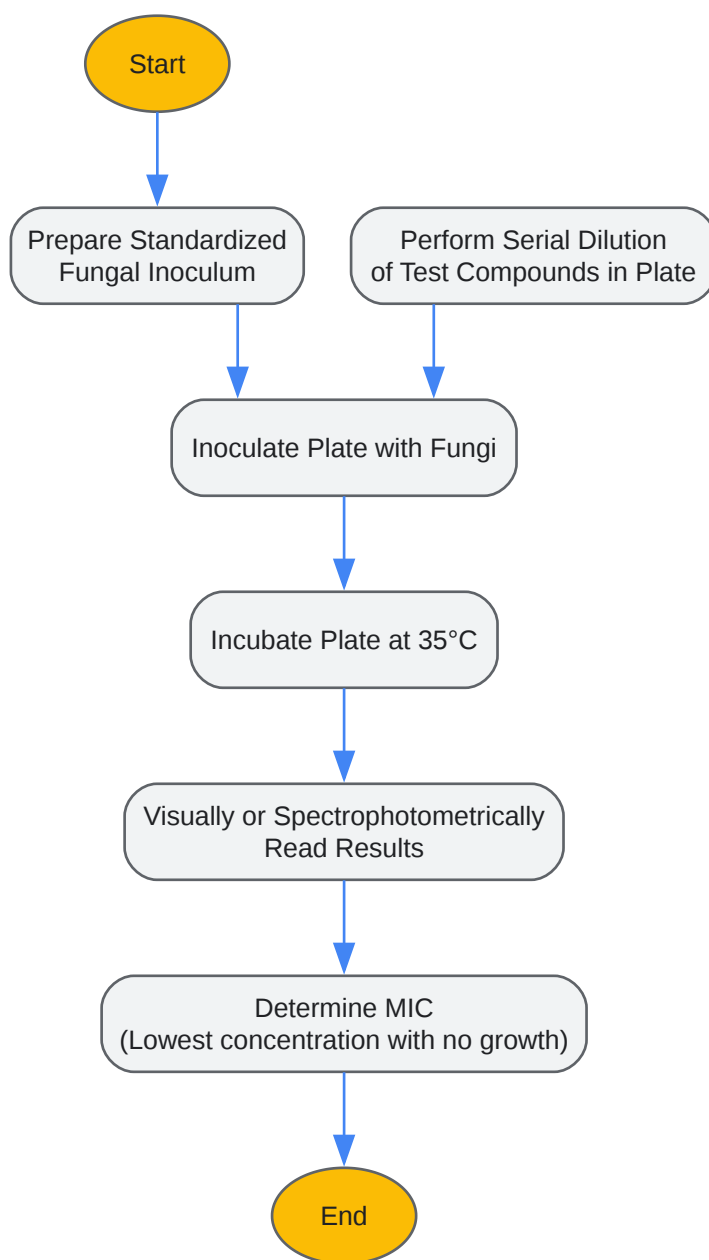 Start
Prepare Standardized
Fungal Inoculum
Perform Serial Dilution
of Test Compounds in Plate
Inoculate Plate with Fungi
Incubate Plate at 35°C
Visually or Spectrophotometrically
Read Results
Determine MIC
(Lowest concentration with no growth)
End